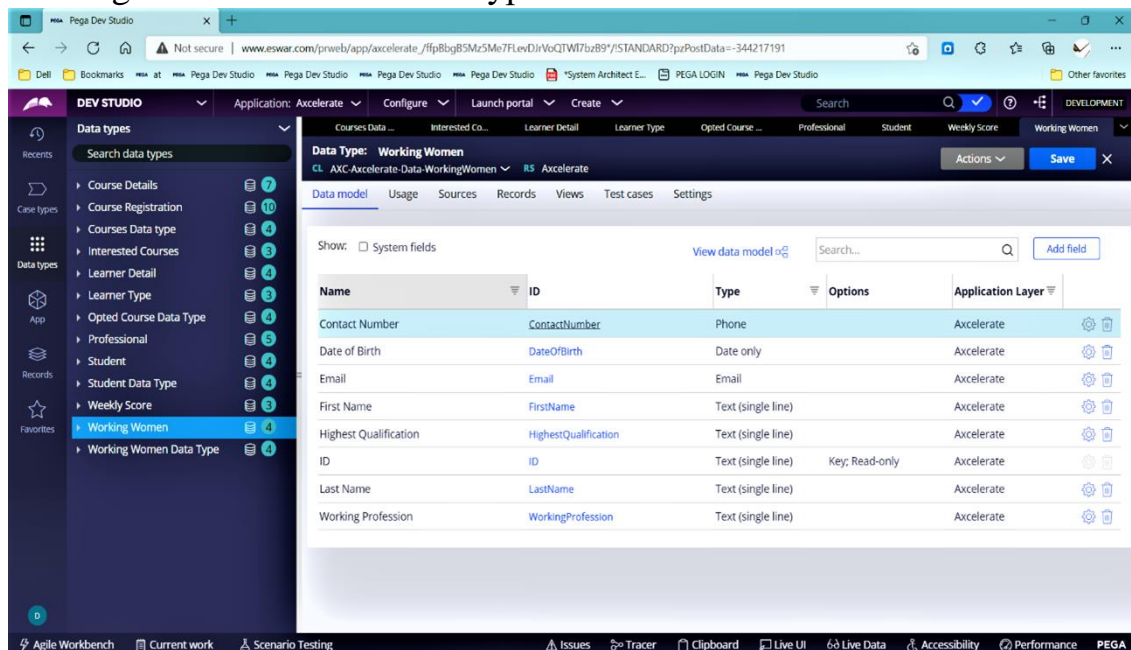 Pega Dev Studio
Not secure | www.eswar.com/prweb/app/axcelerate_/ffpBbgB5Mz5Me7FLevDJrVoQTWl7bzB9*/!STANDARD?pzPostData=-344217191
Dell Bookmarks at Pega Dev Studio Pega Dev Studio Pega Dev Studio Pega Dev Studio *System Architect E... PEGA LOGIN Pega Dev Studio Other favorites
DEV STUDIO Application: Axcelerate Configure Launch portal Create Search DEVELOPMENT
Recents
Case types
Data types
App
Records
Favorites
D
Data types
Search data types
Course Details 7
Course Registration 10
Courses Data type 4
Interested Courses 3
Learner Detail 4
Learner Type 3
Opted Course Data Type 4
Professional 5
Student 4
Student Data Type 4
Weekly Score 3
Working Women 4
Working Women Data Type 4
Courses Data ... Interested Co... Learner Detail Learner Type Opted Course ... Professional Student Weekly Score Working Women
Data Type: Working Women
CL AXC-Axcelerate-Data-WorkingWomen RS Axcelerate
Actions Save
Data model Usage Sources Records Views Test cases Settings
Show: System fields View data model Search... Add field
Name ID Type Options Application Layer
Contact Number ContactNumber Phone Axcelerate
Date of Birth DateOfBirth Date only Axcelerate
Email Email Email Axcelerate
First Name FirstName Text (single line) Axcelerate
Highest Qualification HighestQualification Text (single line) Axcelerate
ID ID Text (single line) Key; Read-only Axcelerate
Last Name LastName Text (single line) Axcelerate
Working Profession WorkingProfession Text (single line) Axcelerate
Agile Workbench Current work Scenario Testing Issues Tracer Clipboard Live UI Live Data Accessibility Performance PEGA